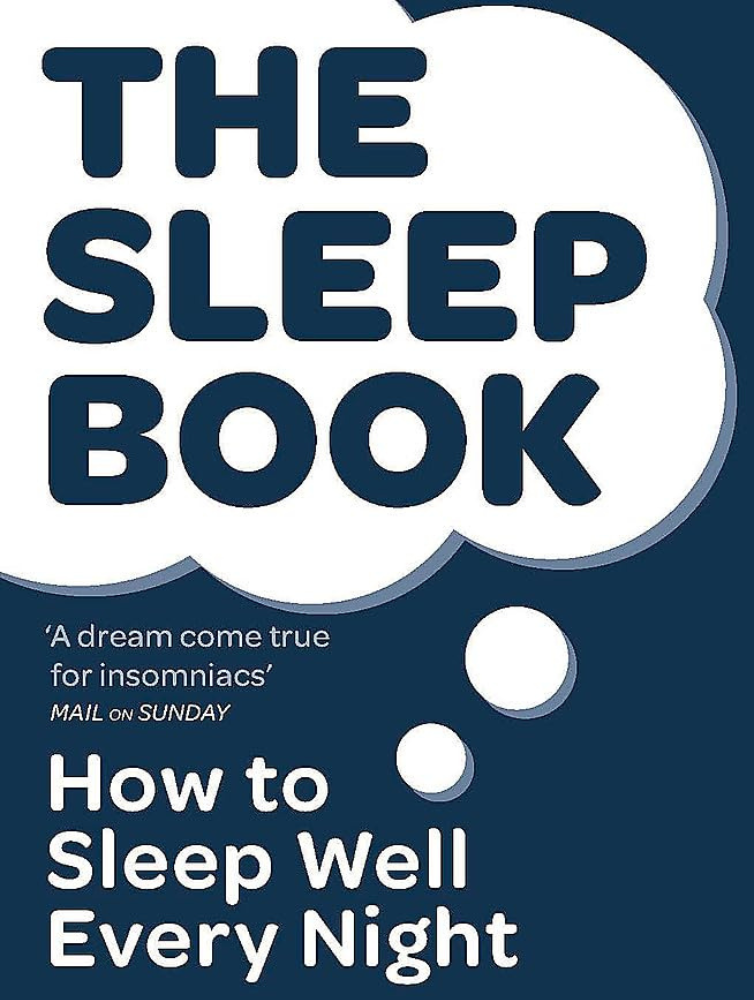 THE
SLEEP
BOOK
‘A dream come true
for insomniacs’
MAIL ON SUNDAY
How to
Sleep Well
Every Night